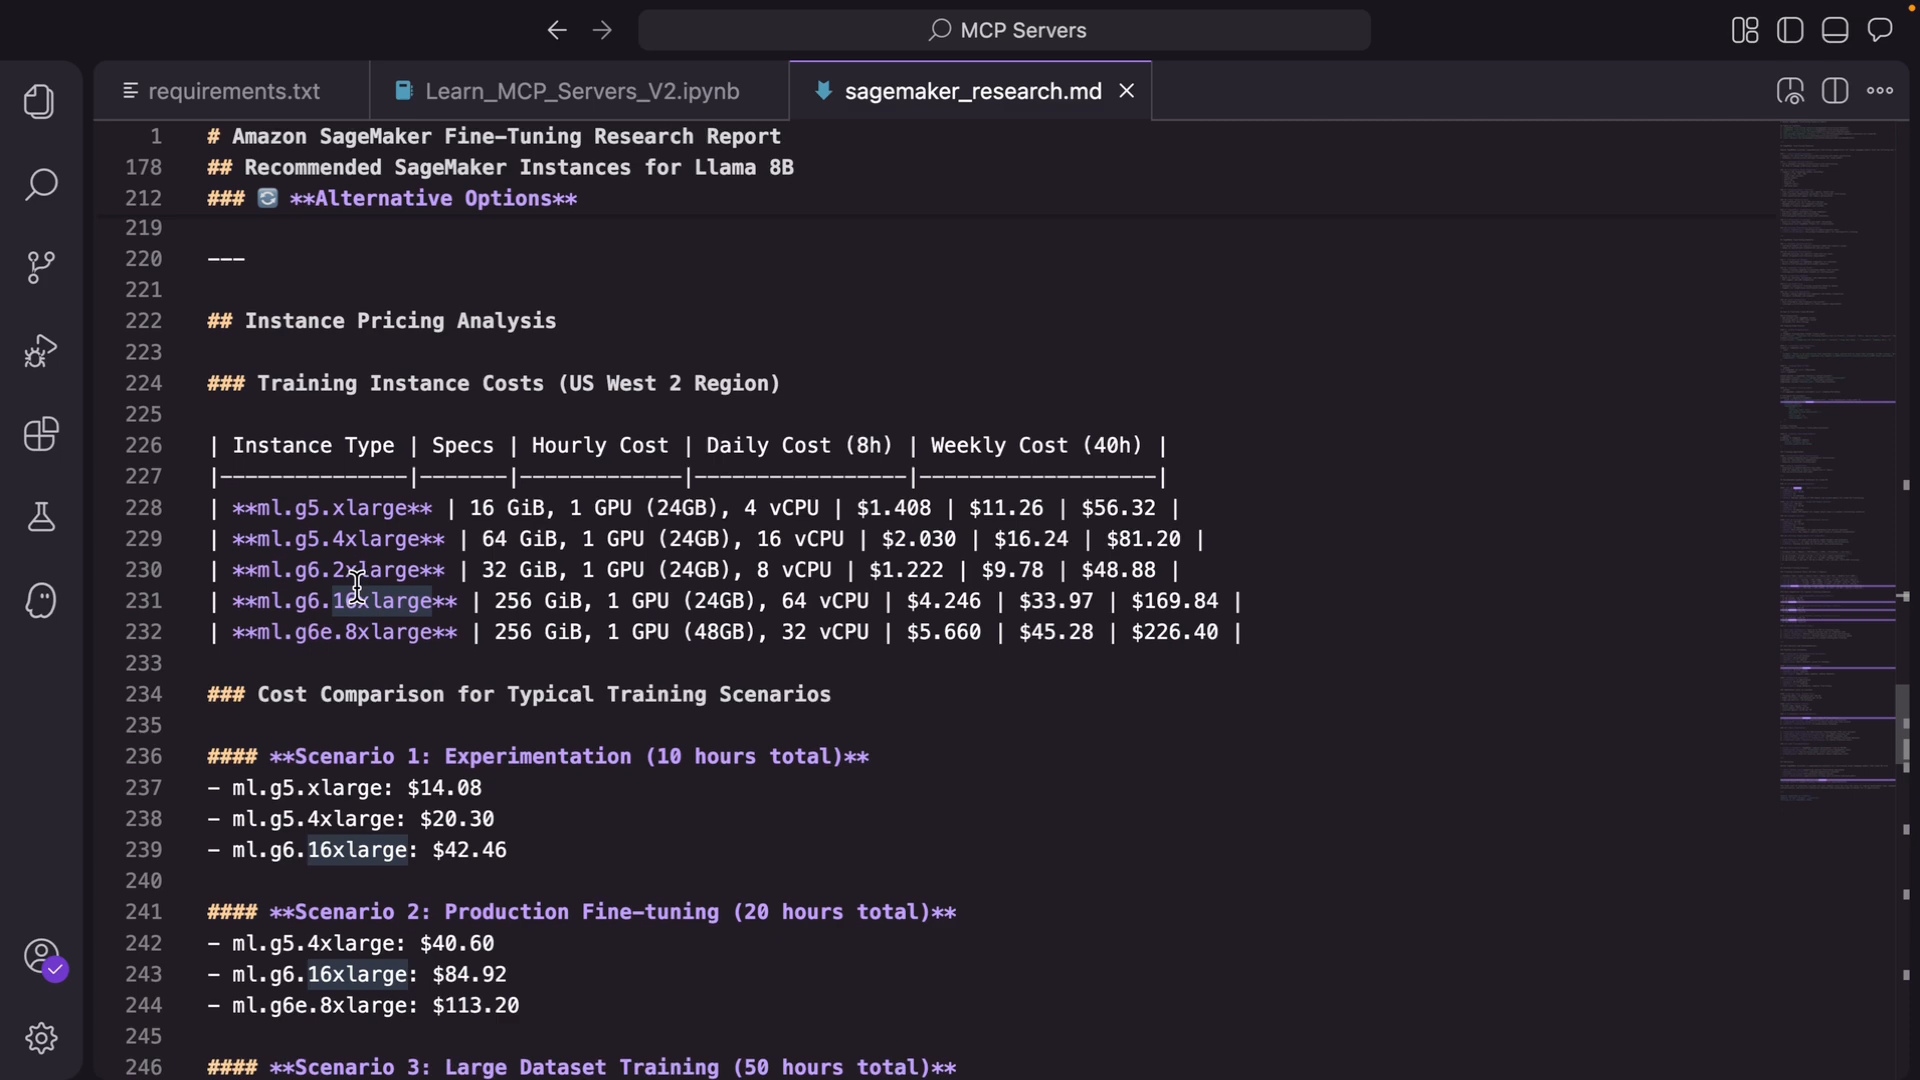 MCP Servers
requirements.txt
Learn_MCP_Servers_V2.ipynb
sagemaker_research.md
1 # Amazon SageMaker Fine-Tuning Research Report
178 ## Recommended SageMaker Instances for Llama 8B
212 ### 🔄 **Alternative Options**
219
220 ---
221
222 ## Instance Pricing Analysis
223
224 ### Training Instance Costs (US West 2 Region)
225
226 | Instance Type | Specs | Hourly Cost | Daily Cost (8h) | Weekly Cost (40h) |
227 |---------------|-------|-------------|-----------------|-------------------|
228 | **ml.g5.xlarge** | 16 GiB, 1 GPU (24GB), 4 vCPU | $1.408 | $11.26 | $56.32 |
229 | **ml.g5.4xlarge** | 64 GiB, 1 GPU (24GB), 16 vCPU | $2.030 | $16.24 | $81.20 |
230 | **ml.g6.2xlarge** | 32 GiB, 1 GPU (24GB), 8 vCPU | $1.222 | $9.78 | $48.88 |
231 | **ml.g6.16xlarge** | 256 GiB, 1 GPU (24GB), 64 vCPU | $4.246 | $33.97 | $169.84 |
232 | **ml.g6e.8xlarge** | 256 GiB, 1 GPU (48GB), 32 vCPU | $5.660 | $45.28 | $226.40 |
233
234 ### Cost Comparison for Typical Training Scenarios
235
236 #### **Scenario 1: Experimentation (10 hours total)**
237 - ml.g5.xlarge: $14.08
238 - ml.g5.4xlarge: $20.30
239 - ml.g6.16xlarge: $42.46
240
241 #### **Scenario 2: Production Fine-tuning (20 hours total)**
242 - ml.g5.4xlarge: $40.60
243 - ml.g6.16xlarge: $84.92
244 - ml.g6e.8xlarge: $113.20
245
246 #### **Scenario 3: Large Dataset Training (50 hours total)**